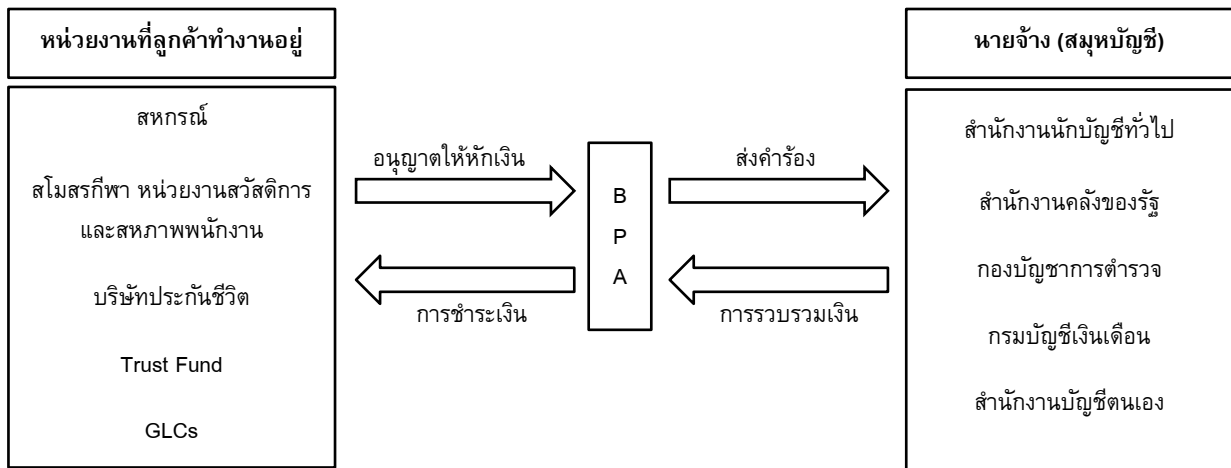 หน่วยงานที่ลูกค้าทำงานอยู่
สหกรณ์
สโมสรกีฬา หน่วยงานสวัสดิการ
และสหภาพพนักงาน
บริษัทประกันชีวิต
Trust Fund
GLCs
อนุญาตให้หักเงิน
การชำระเงิน
B
P
A
ส่งคำร้อง
การรวบรวมเงิน
นายจ้าง (สมุหบัญชี)
สำนักงานนักบัญชีทั่วไป
สำนักงานคลังของรัฐ
กองบัญชาการตำรวจ
กรมบัญชีเงินเดือน
สำนักงานบัญชีตนเอง